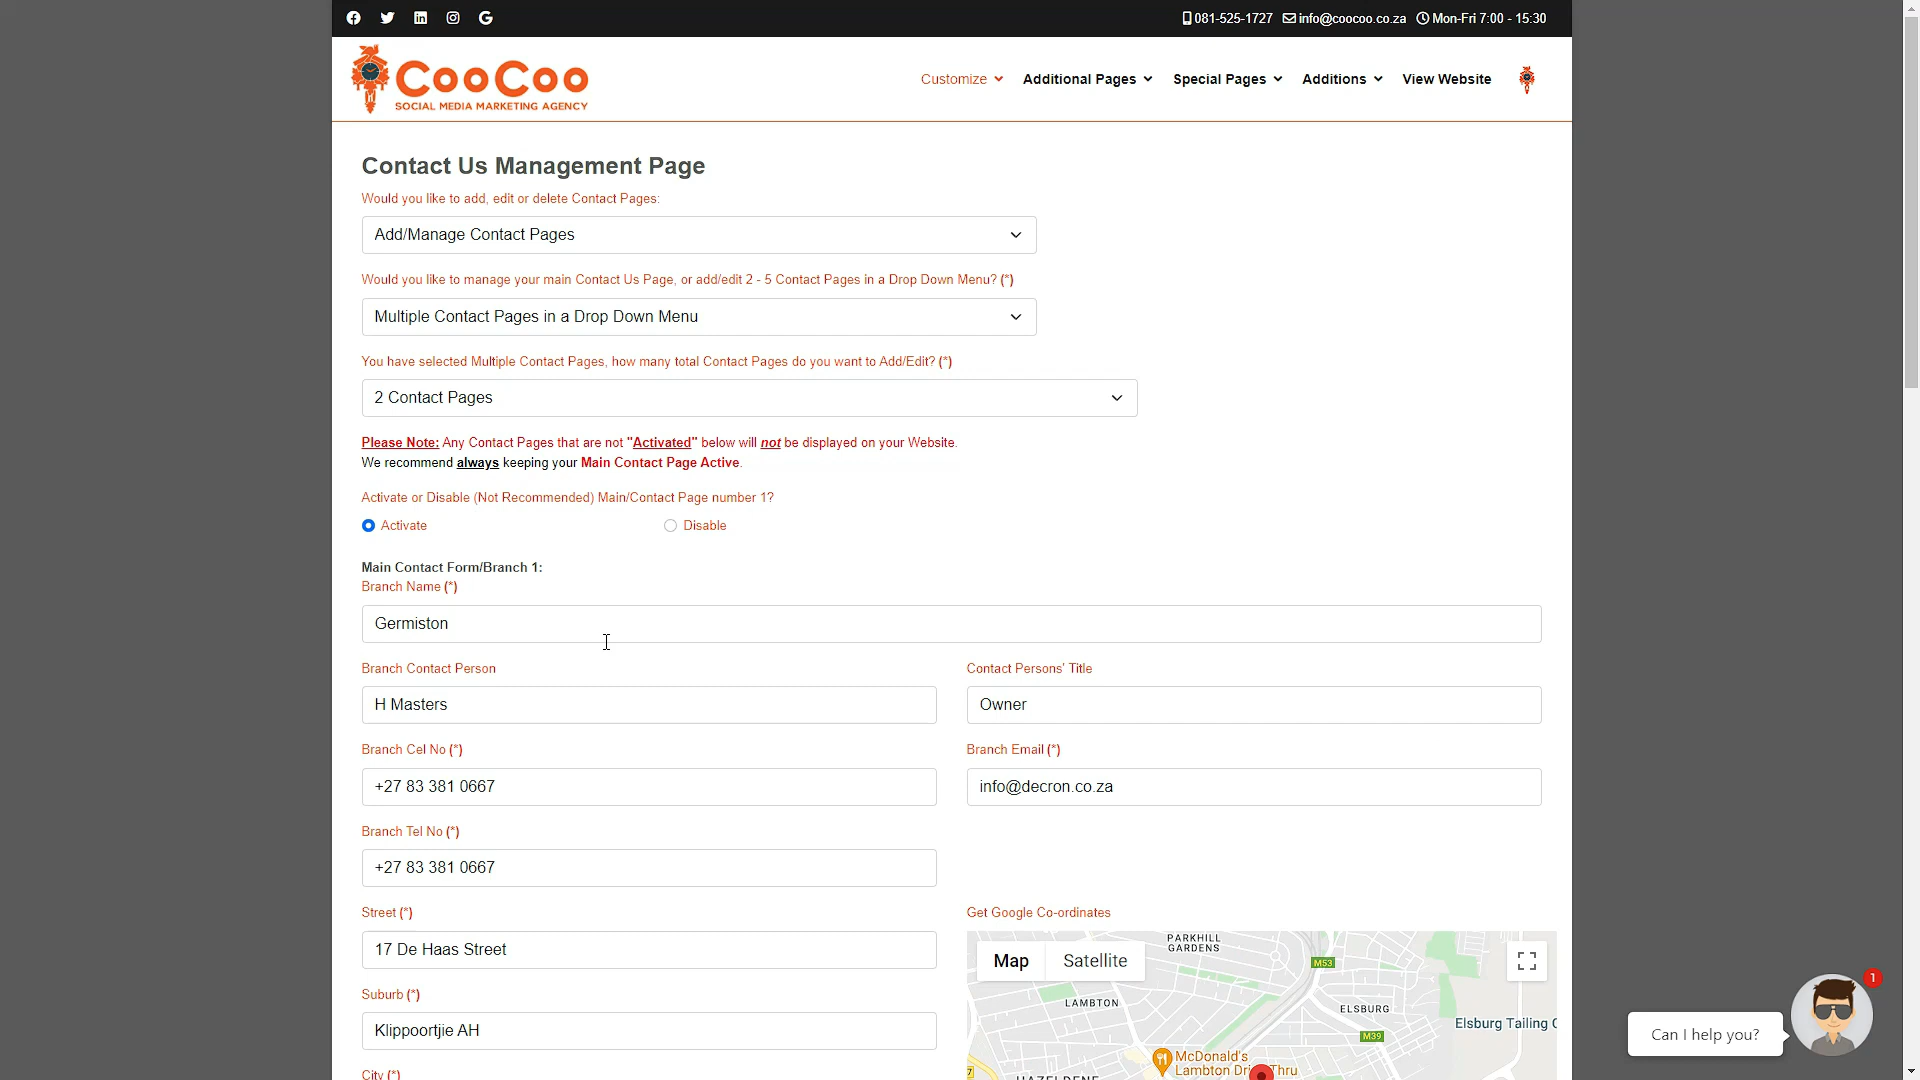 081-525-1727 info@coocoo.co.za Mon-Fri 7:00 - 15:30
CooCoo
SOCIAL MEDIA MARKETING AGENCY
Customize Additional Pages Special Pages Additions View Website
Contact Us Management Page
Would you like to add, edit or delete Contact Pages:
Add/Manage Contact Pages
Would you like to manage your main Contact Us Page, or add/edit 2 - 5 Contact Pages in a Drop Down Menu? (*)
Multiple Contact Pages in a Drop Down Menu
You have selected Multiple Contact Pages, how many total Contact Pages do you want to Add/Edit? (*)
2 Contact Pages
Please Note: Any Contact Pages that are not "Activated" below will not be displayed on your Website.
We recommend always keeping your Main Contact Page Active.
Activate or Disable (Not Recommended) Main/Contact Page number 1?
Activate Disable
Main Contact Form/Branch 1:
Branch Name (*)
Germiston
Branch Contact Person Contact Persons' Title
H Masters Owner
Branch Cel No (*) Branch Email (*)
+27 83 381 0667 info@decron.co.za
Branch Tel No (*)
+27 83 381 0667
Street (*) Get Google Co-ordinates
17 De Haas Street
PARKHILL
GARDENS
Map Satellite
M53
Suburb (*)
LAMBTON
ELSBURG
Elsburg Tailing
Klippoortjie AH
M39
McDonald's
Lambton Drive Thru
City (*)
Can I help you?
1